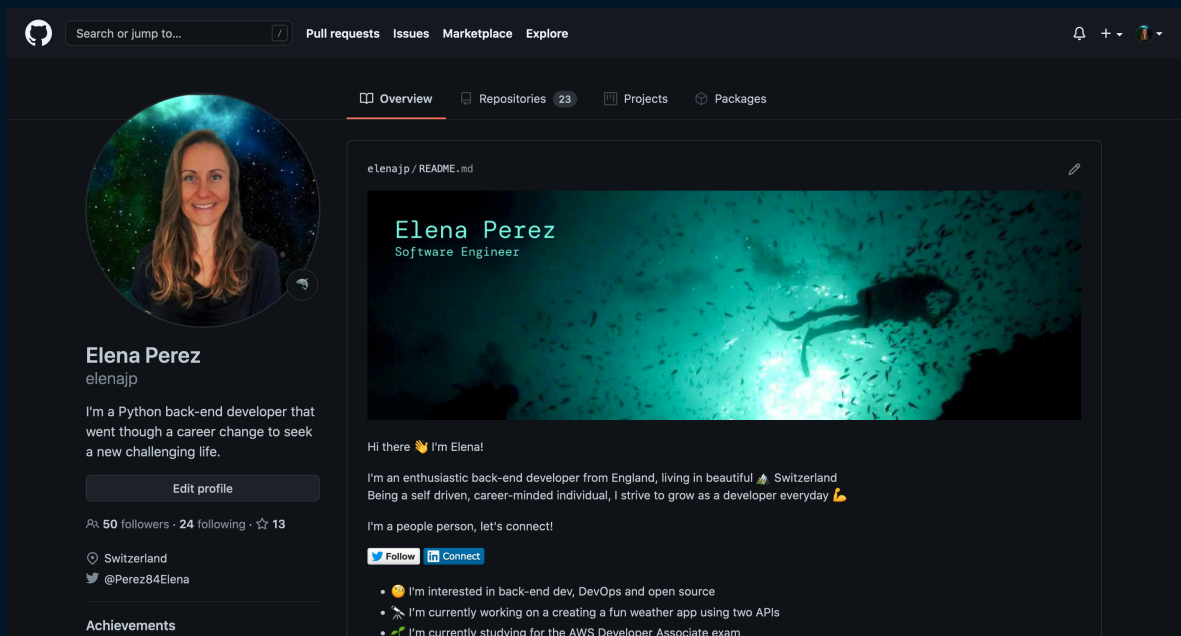 Search or jump to... /
Pull requests Issues Marketplace Explore
Overview Repositories 23 Projects Packages
Elena Perez
elenajp
I'm a Python back-end developer that
went though a career change to seek
a new challenging life.
Edit profile
50 followers · 24 following · 13
Switzerland
@Perez84Elena
Achievements
elenajp/README.md
Elena Perez
Software Engineer
Hi there 👋 I'm Elena!
I'm an enthusiastic back-end developer from England, living in beautiful 🏔️ Switzerland
Being a self driven, career-minded individual, I strive to grow as a developer everyday 💪
I'm a people person, let's connect!
Follow in Connect
• 🧐 I'm interested in back-end dev, DevOps and open source
• 🔭 I'm currently working on a creating a fun weather app using two APIs
• 🌱 I'm currently studying for the AWS Developer Associate exam